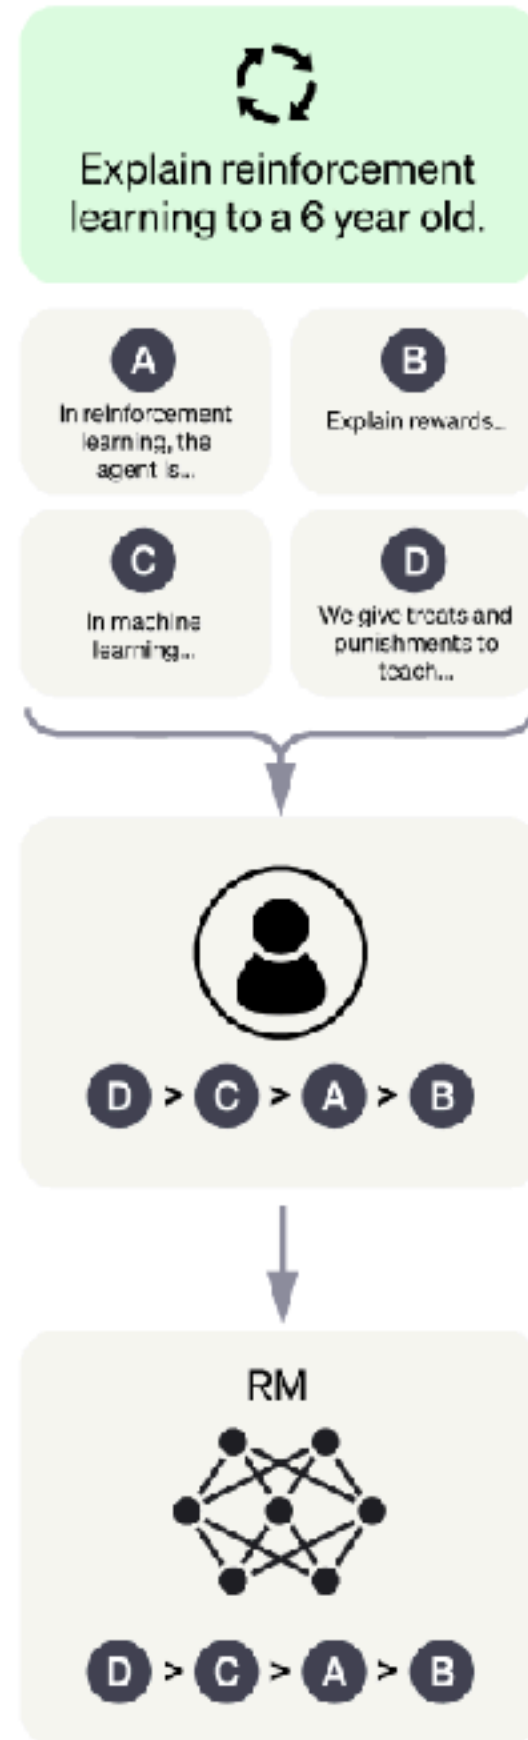 Explain reinforcement
learning to a 6 year old.
A
In reinforcement
learning, the
agent is...
B
Explain rewards...
C
In machine
learning...
D
We give treats and
punishments to
teach...
D > C > A > B
RM
D > C > A > B